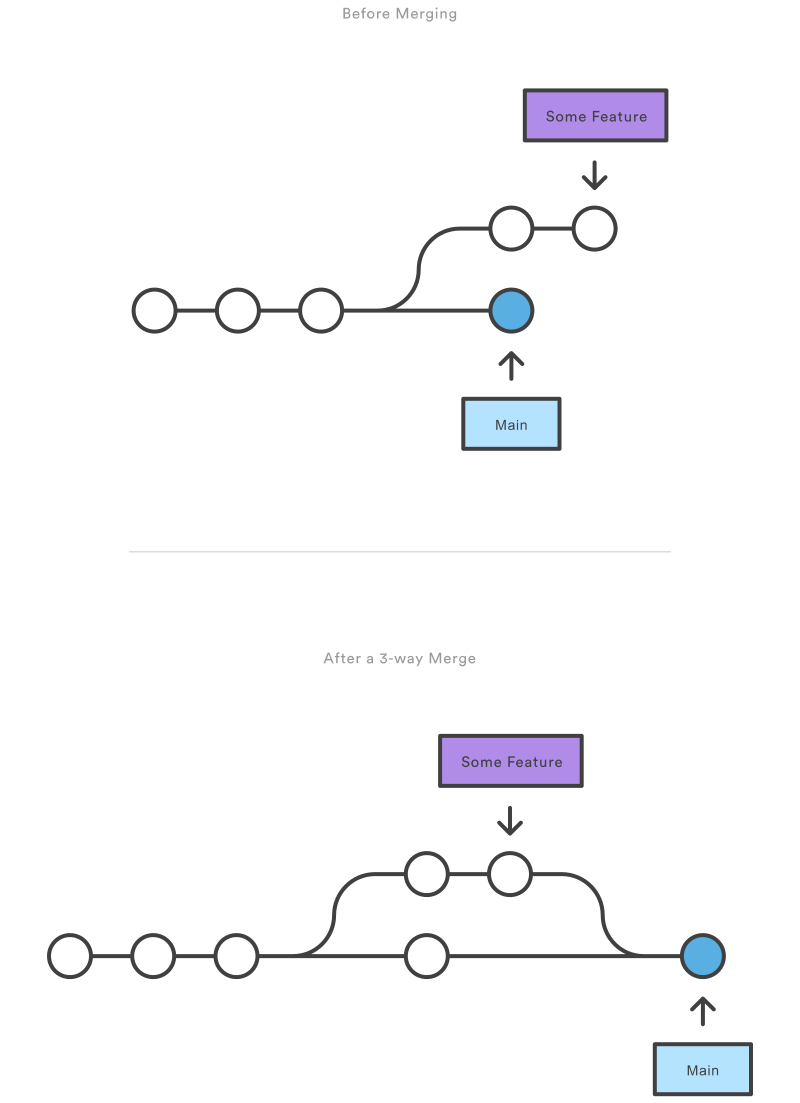 Before Merging
Some Feature
Main
After a 3-way Merge
Some Feature
Main